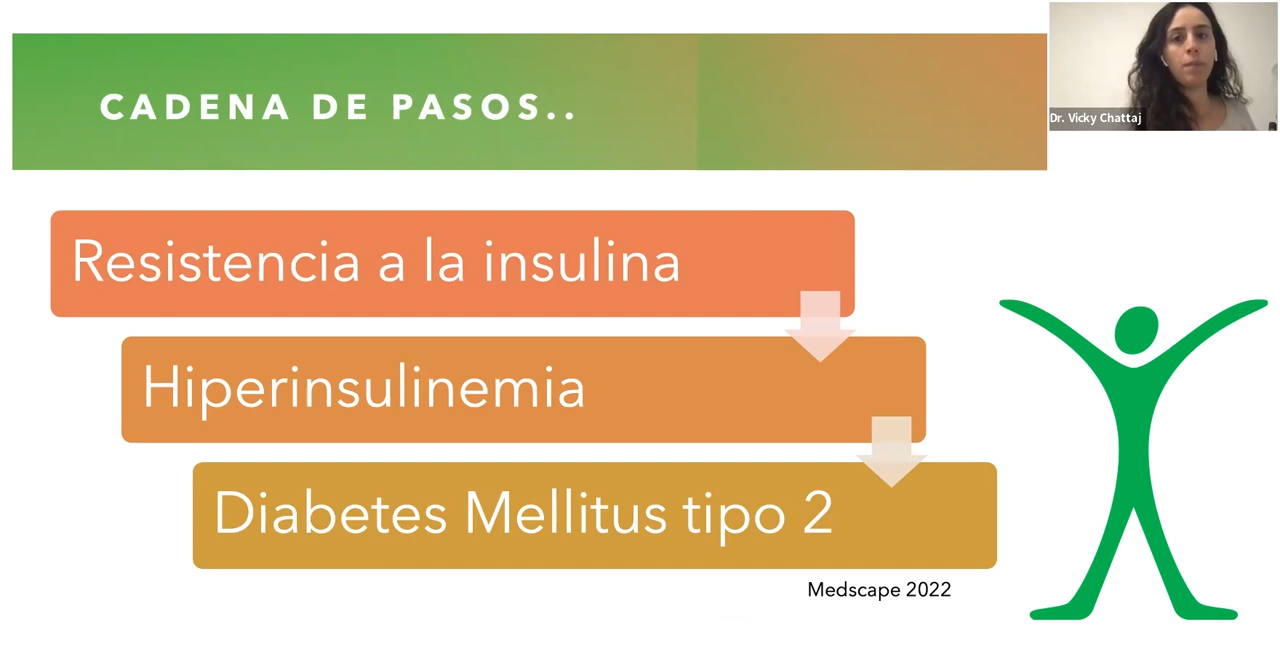 CADENA DE PASOS..
Dr. Vicky Chattaj
Resistencia a la insulina
Hiperinsulinemia
Diabetes Mellitus tipo 2
Medscape 2022